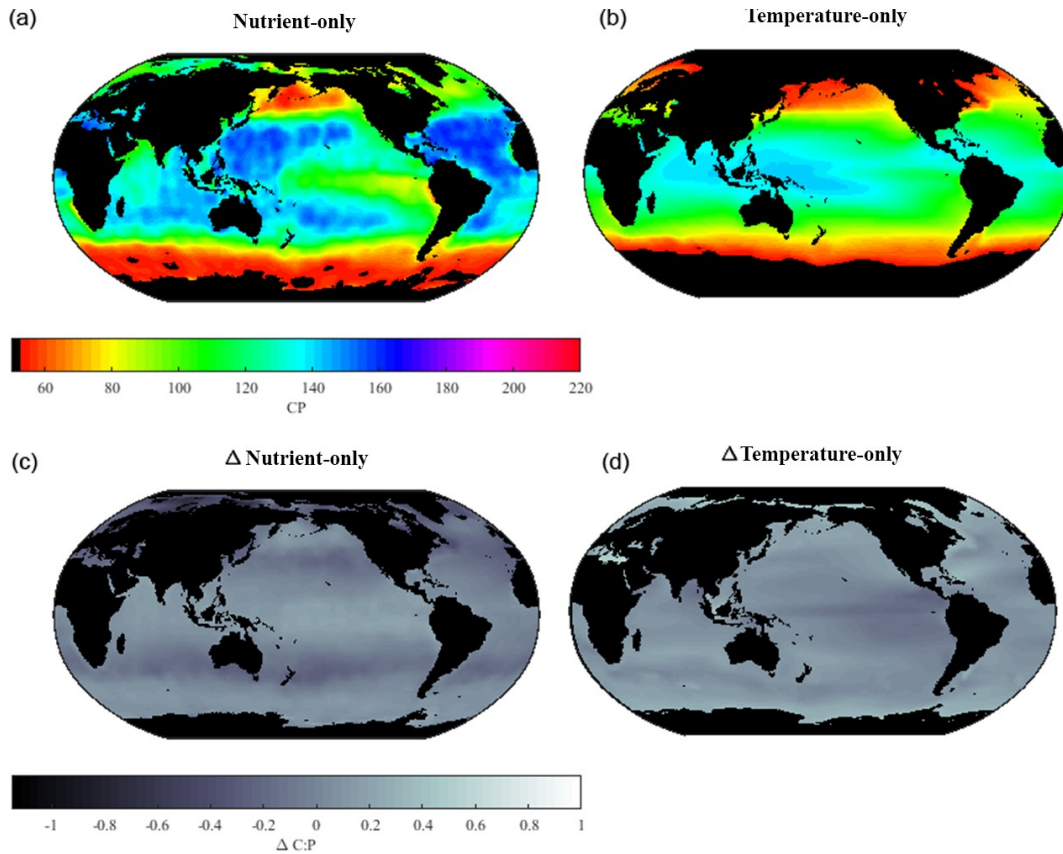 (a)
Nutrient-only
(b)
Temperature-only
60 80 100 120 140 160 180 200 220
CP
(c)
Δ Nutrient-only
(d)
Δ Temperature-only
-1 -0.8 -0.6 -0.4 -0.2 0 0.2 0.4 0.6 0.8 1
Δ C:P